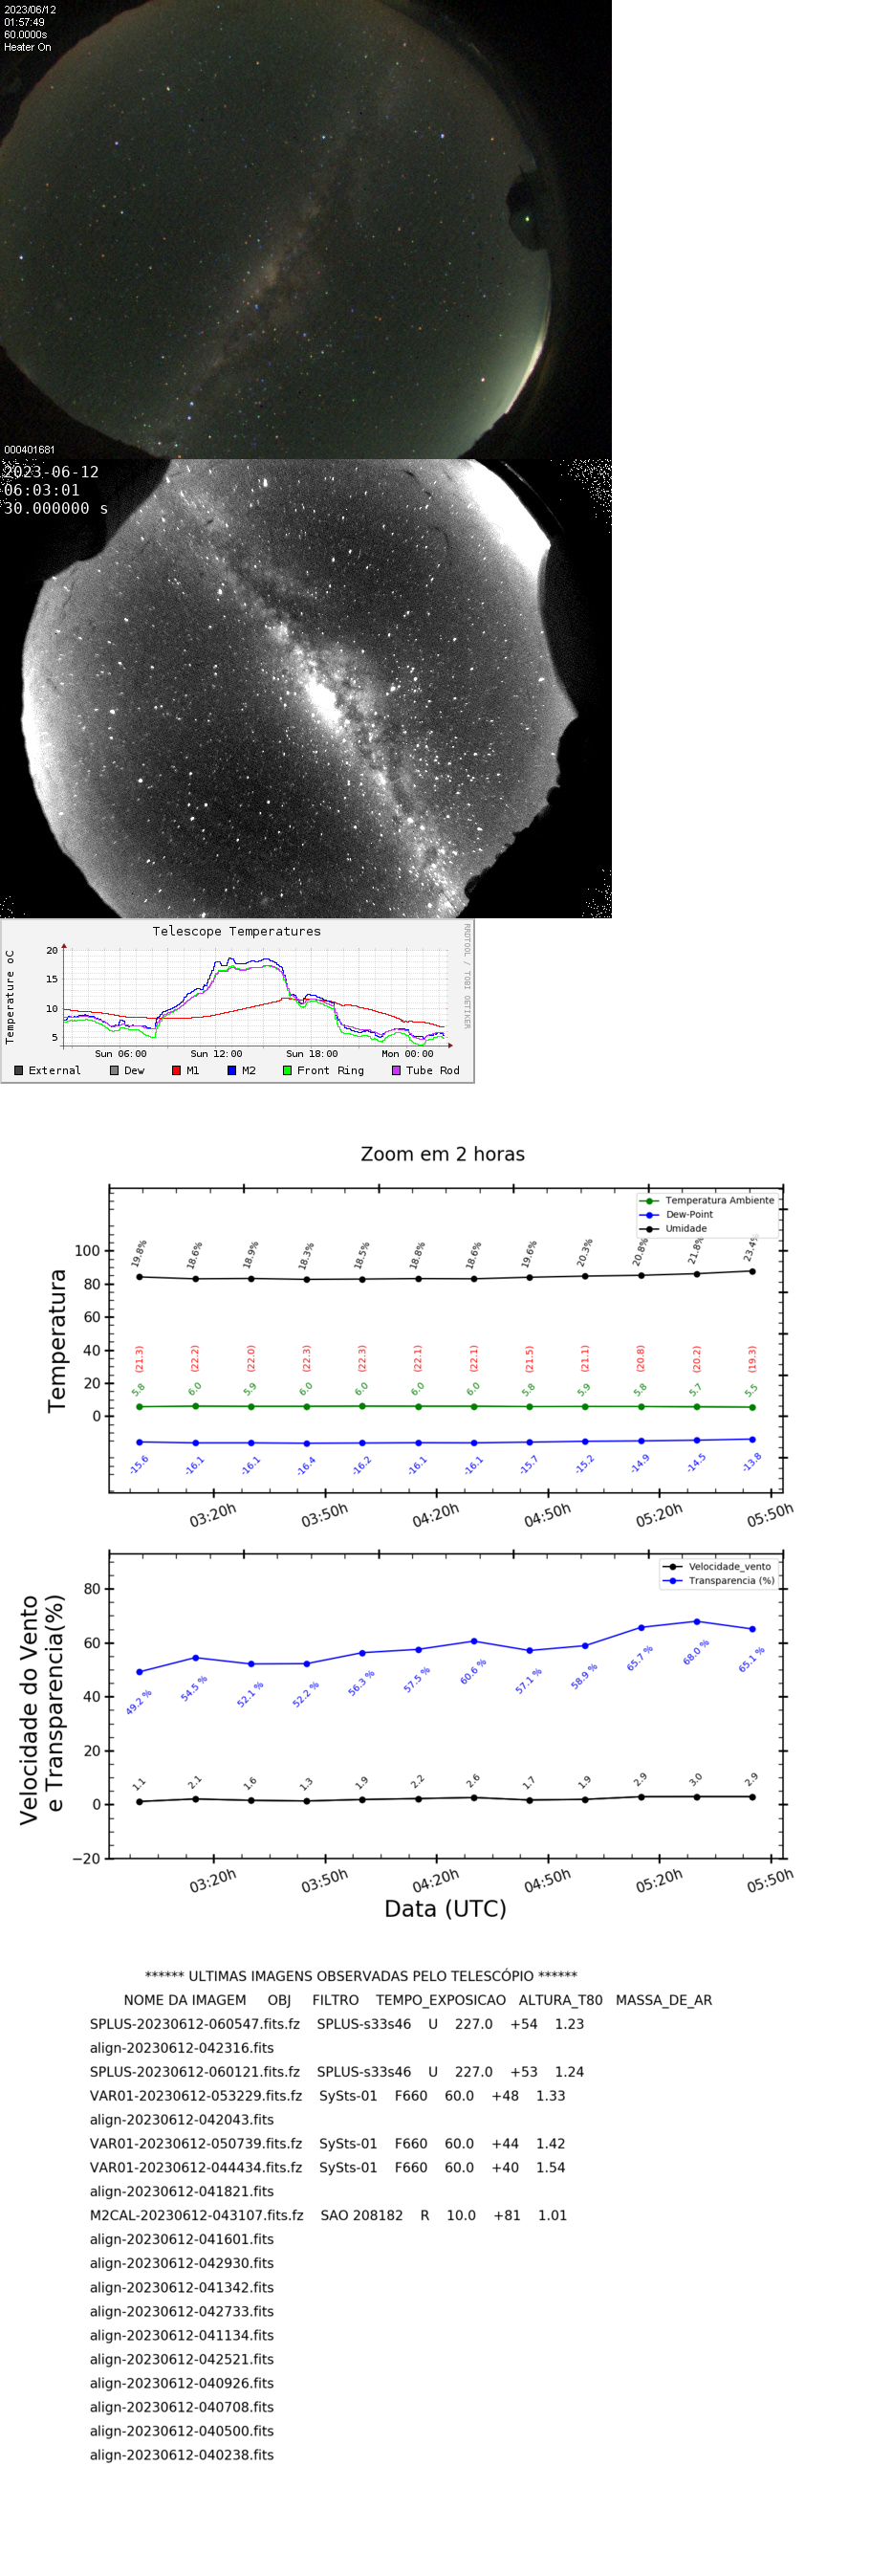 2023/06/12
01:57:49
60.0000s
Heater On
000401681
2023-06-12
06:03:01
30.000000 s
Telescope Temperatures
Temperature oC
RRDTOOL / TOBI OETIKER
20
15
10
5
Sun 06:00 Sun 12:00 Sun 18:00 Mon 00:00
External Dew M1 M2 Front Ring Tube Rod
Zoom em 2 horas
Temperatura Ambiente
Dew-Point
Umidade
Temperatura
100
80
60
40
20
0
19.8% 18.6% 18.9% 18.3% 18.5% 18.8% 18.6% 19.6% 20.3% 20.8% 21.8% 23.4%
(21.3) (22.2) (22.0) (22.3) (22.3) (22.1) (22.1) (21.5) (21.1) (20.8) (20.2) (19.3)
5.8 6.0 5.9 6.0 6.0 6.0 6.0 5.8 5.9 5.8 5.7 5.5
-15.6 -16.1 -16.1 -16.4 -16.2 -16.1 -16.1 -15.7 -15.2 -14.9 -14.5 -13.8
03:20h 03:50h 04:20h 04:50h 05:20h 05:50h
Velocidade_vento
Transparencia (%)
Velocidade do Vento
e Transparencia(%)
80
60
40
20
0
−20
49.2 % 54.5 % 52.1 % 52.2 % 56.3 % 57.5 % 60.6 % 57.1 % 58.9 % 65.7 % 68.0 % 65.1 %
1.1 2.1 1.6 1.3 1.9 2.2 2.6 1.7 1.9 2.9 3.0 2.9
03:20h 03:50h 04:20h 04:50h 05:20h 05:50h
Data (UTC)
****** ULTIMAS IMAGENS OBSERVADAS PELO TELESCÓPIO ******
NOME DA IMAGEM OBJ FILTRO TEMPO_EXPOSICAO ALTURA_T80 MASSA_DE_AR
SPLUS-20230612-060547.fits.fz SPLUS-s33s46 U 227.0 +54 1.23
align-20230612-042316.fits
SPLUS-20230612-060121.fits.fz SPLUS-s33s46 U 227.0 +53 1.24
VAR01-20230612-053229.fits.fz SySts-01 F660 60.0 +48 1.33
align-20230612-042043.fits
VAR01-20230612-050739.fits.fz SySts-01 F660 60.0 +44 1.42
VAR01-20230612-044434.fits.fz SySts-01 F660 60.0 +40 1.54
align-20230612-041821.fits
M2CAL-20230612-043107.fits.fz SAO 208182 R 10.0 +81 1.01
align-20230612-041601.fits
align-20230612-042930.fits
align-20230612-041342.fits
align-20230612-042733.fits
align-20230612-041134.fits
align-20230612-042521.fits
align-20230612-040926.fits
align-20230612-040708.fits
align-20230612-040500.fits
align-20230612-040238.fits